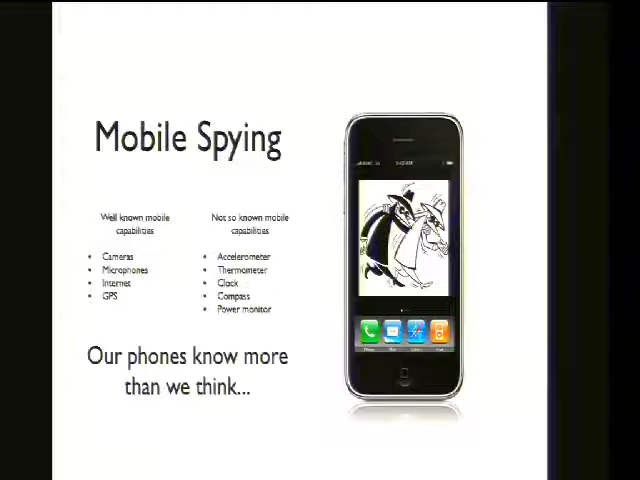 Mobile Spying
Well known mobile
capabilities
• Cameras
• Microphones
• Internet
• GPS
Not so known mobile
capabilities
• Accelerometer
• Thermometer
• Clock
• Compass
• Power monitor
Our phones know more
than we think...